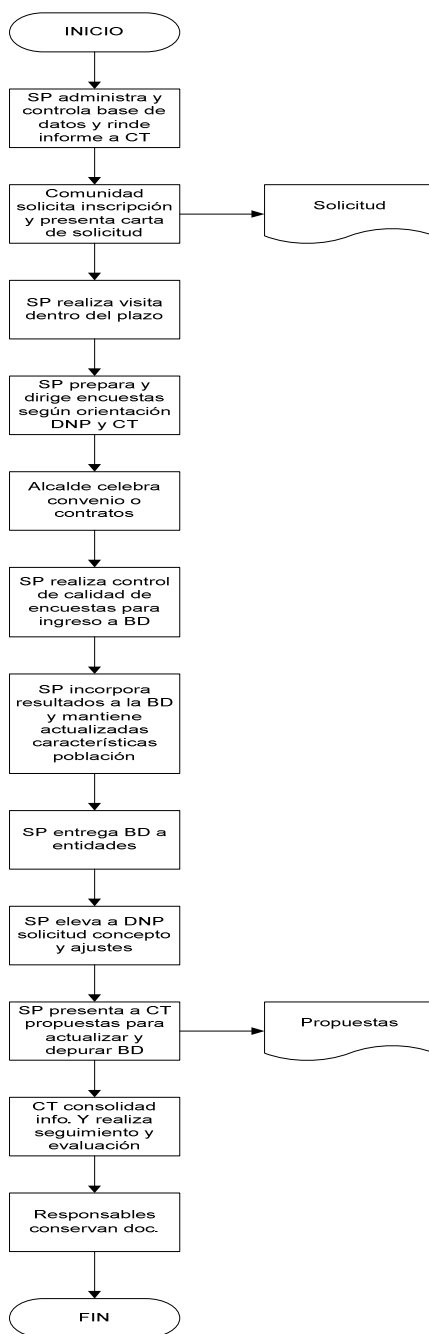 INICIO
SP administra y
controla base de
datos y rinde
informe a CT
Comunidad
solicita inscripción
y presenta carta
de solicitud
Solicitud
SP realiza visita
dentro del plazo
SP prepara y
dirige encuestas
según orientación
DNP y CT
Alcalde celebra
convenio o
contratos
SP realiza control
de calidad de
encuestas para
ingreso a BD
SP incorpora
resultados a la BD
y mantiene
actualizadas
características
población
SP entrega BD a
entidades
SP eleva a DNP
solicitud concepto
y ajustes
SP presenta a CT
propuestas para
actualizar y
depurar BD
Propuestas
CT consolidad
info. Y realiza
seguimiento y
evaluación
Responsables
conservan doc.
FIN